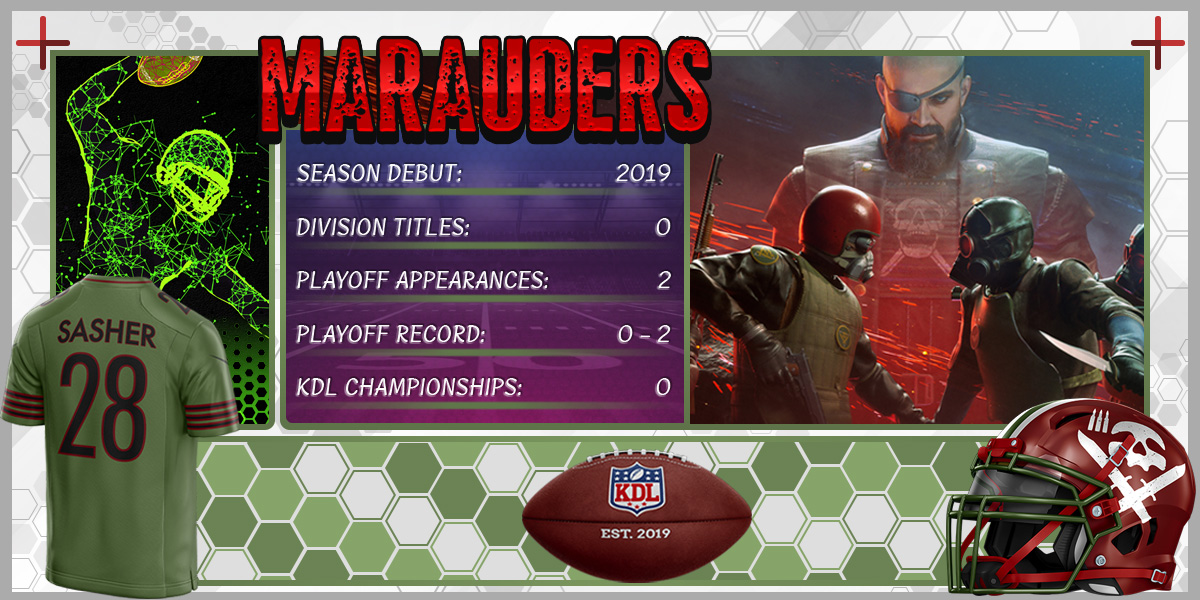 MARAUDERS
SEASON DEBUT: 2019
DIVISION TITLES: 0
PLAYOFF APPEARANCES: 2
PLAYOFF RECORD: 0 - 2
KDL CHAMPIONSHIPS: 0
SASHER
28
KDL
EST. 2019